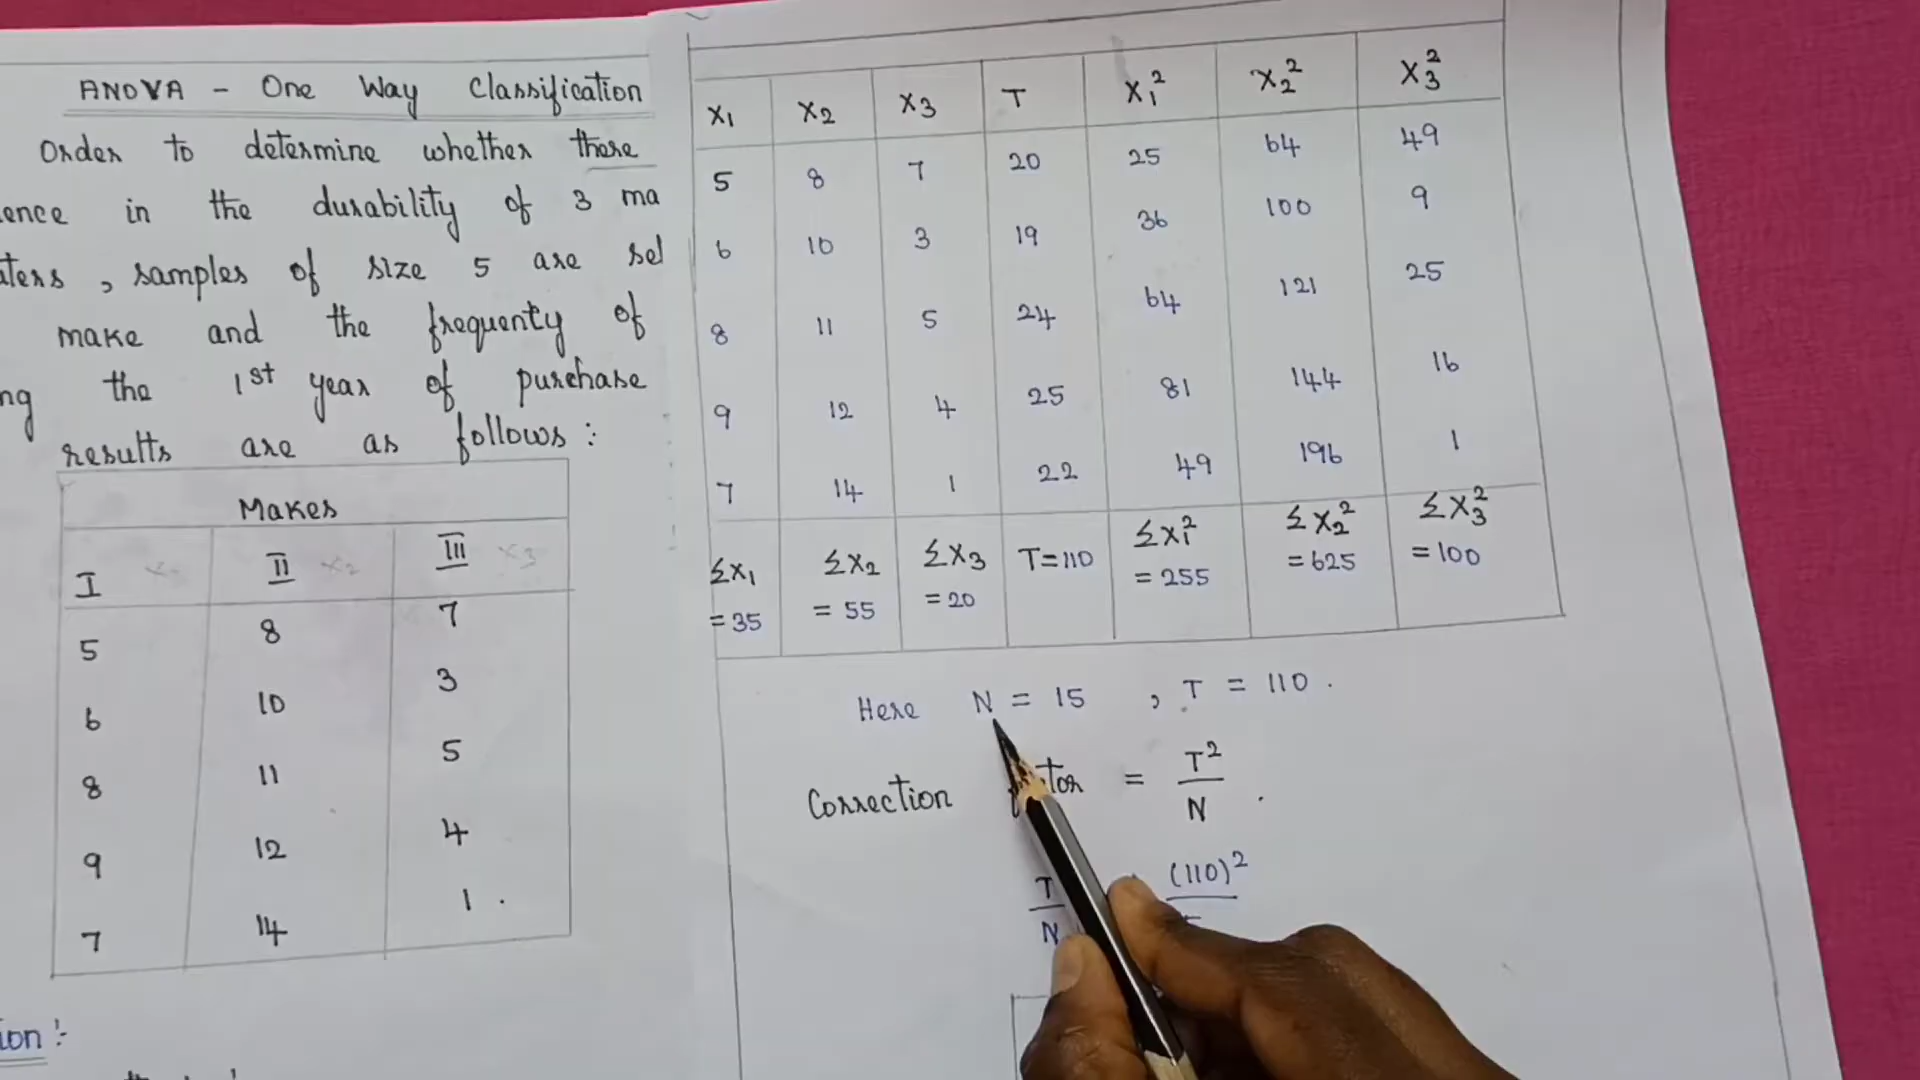 ANOVA - One Way Classification
Order to determine whether there
ence in the durability of 3 ma
ters, samples of size 5 are sel
make and the frequenty of
ng the 1st year of purchase
results are as follows :
Makes
I X1 II X2 III X3
5 8 7
6 10 3
8 11 5
9 12 4
7 14 1 .
ion :-
X1 X2 X3 T X1² X2² X3²
5 8 7 20 25 64 49
6 10 3 19 36 100 9
8 11 5 24 64 121 25
9 12 4 25 81 144 16
7 14 1 22 49 196 1
ΣX1 ΣX2 ΣX3 T=110 ΣX1² ΣX2² ΣX3²
=35 = 55 = 20 = 255 = 625 = 100
Here N = 15 , T = 110 .
Correction = T²/N .
T/N (110)²